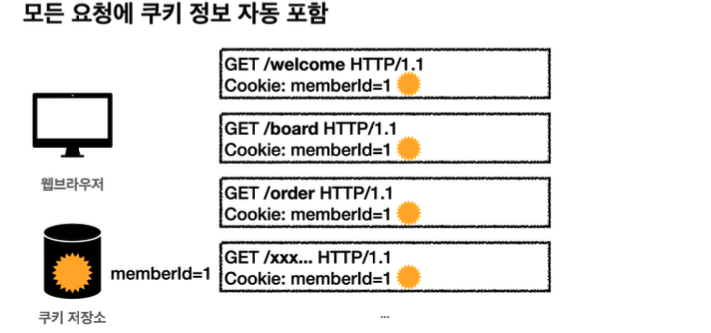 모든 요청에 쿠키 정보 자동 포함
GET /welcome HTTP/1.1
Cookie: memberId=1
웹브라우저
GET /board HTTP/1.1
Cookie: memberId=1
GET /order HTTP/1.1
Cookie: memberId=1
쿠키 저장소
memberId=1
GET /xxx... HTTP/1.1
Cookie: memberId=1
...